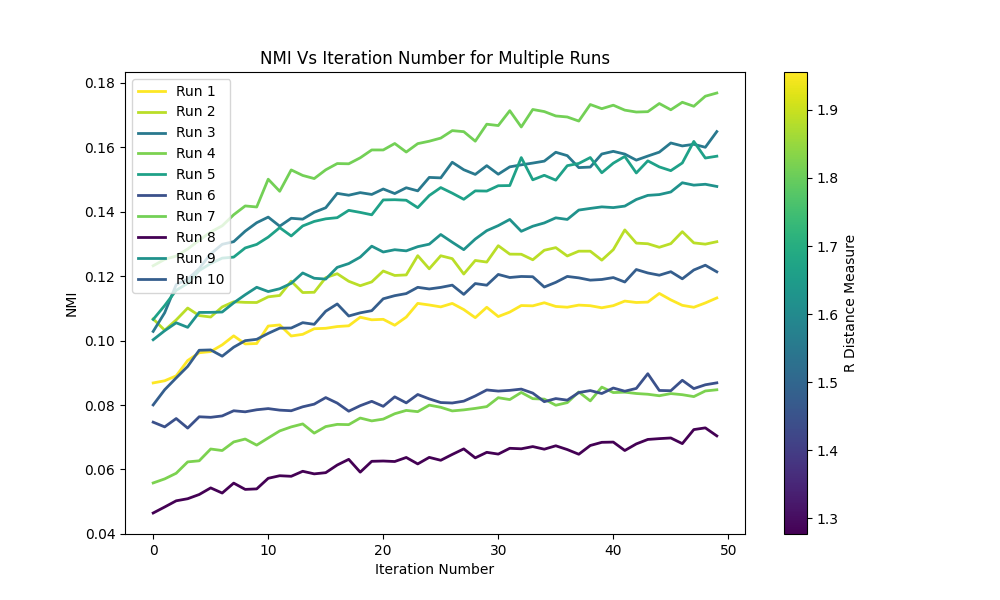 NMI Vs Iteration Number for Multiple Runs
0.18
0.16
0.14
0.12
0.10
0.08
0.06
0.04
NMI
Run 1
Run 2
Run 3
Run 4
Run 5
Run 6
Run 7
Run 8
Run 9
Run 10
0 10 20 30 40 50
Iteration Number
1.9
1.8
1.7
1.6
1.5
1.4
1.3
R Distance Measure